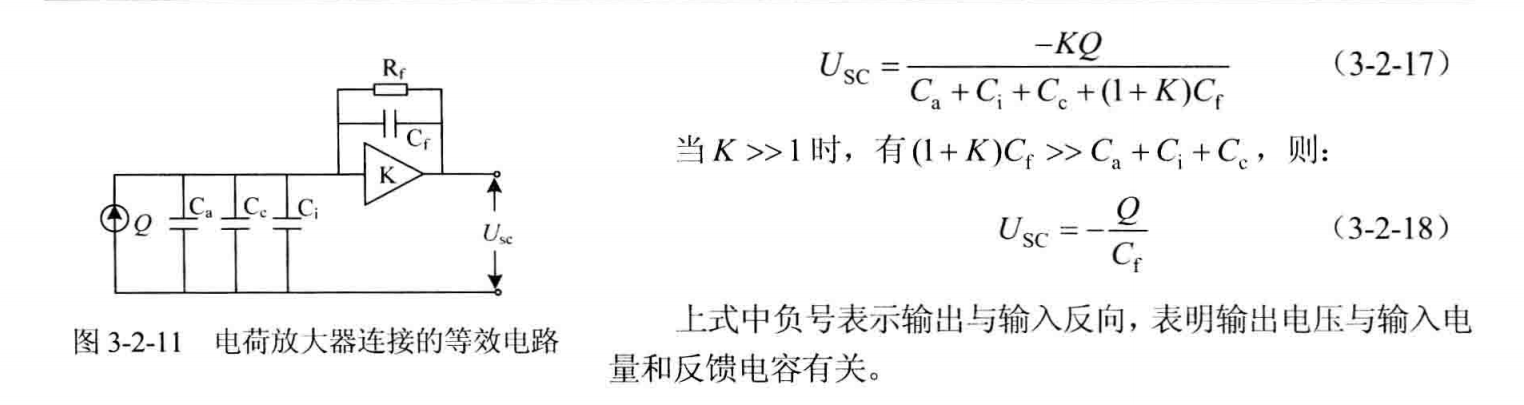 R_f
C_f
K
Q
C_a
C_c
C_i
U_sc
图 3-2-11 电荷放大器连接的等效电路
U_SC = -KQ / (C_a + C_i + C_c + (1+K)C_f) （3-2-17）
当 K >> 1 时，有 (1+K)C_f >> C_a + C_i + C_c，则：
U_SC = -Q / C_f （3-2-18）
上式中负号表示输出与输入反向，表明输出电压与输入电
量和反馈电容有关。